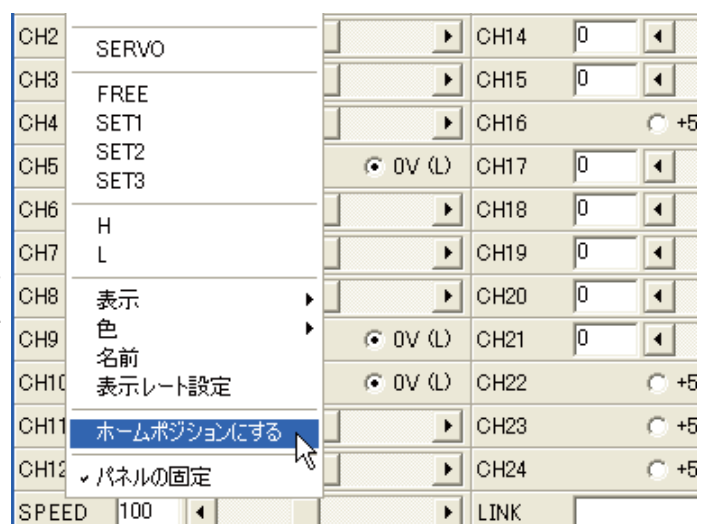 CH2
SERVO
CH14 0
CH3
FREE
CH15 0
CH4
SET1
CH16 +5
SET2
CH5
0V (L) CH17 0
SET3
CH6
H
CH18 0
CH7
L
CH19 0
CH8
表示
CH20 0
色
CH9
0V (L) CH21 0
名前
CH10
表示レート設定
0V (L) CH22 +5
CH11
ホームポジションにする
CH23 +5
CH12
✓パネルの固定
CH24 +5
SPEED 100 LINK